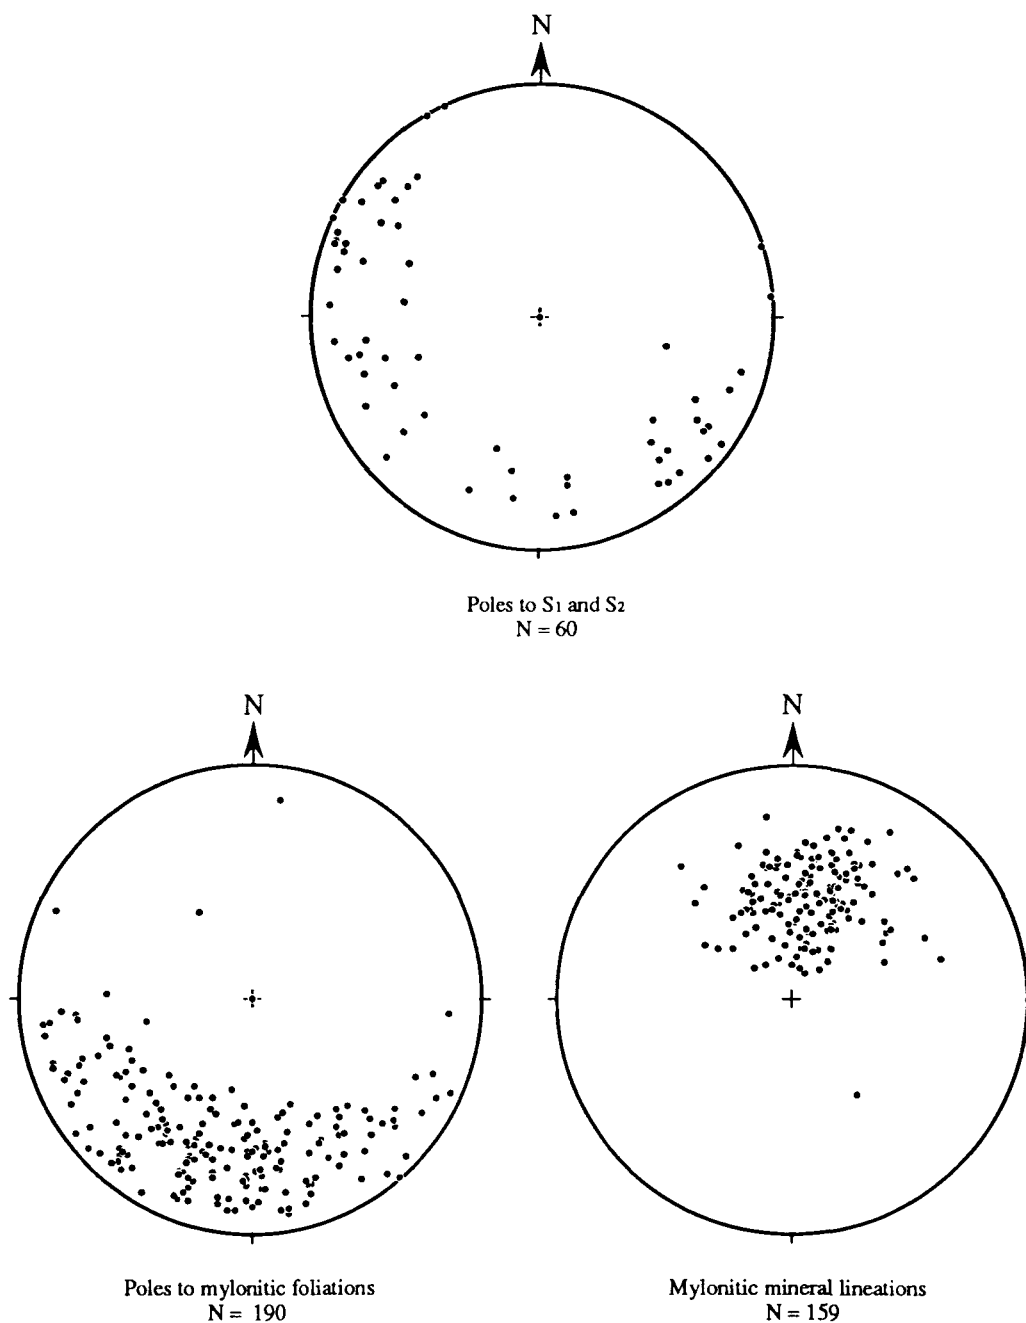 N
Poles to S1 and S2
N = 60
N
N
Poles to mylonitic foliations
N = 190
Mylonitic mineral lineations
N = 159